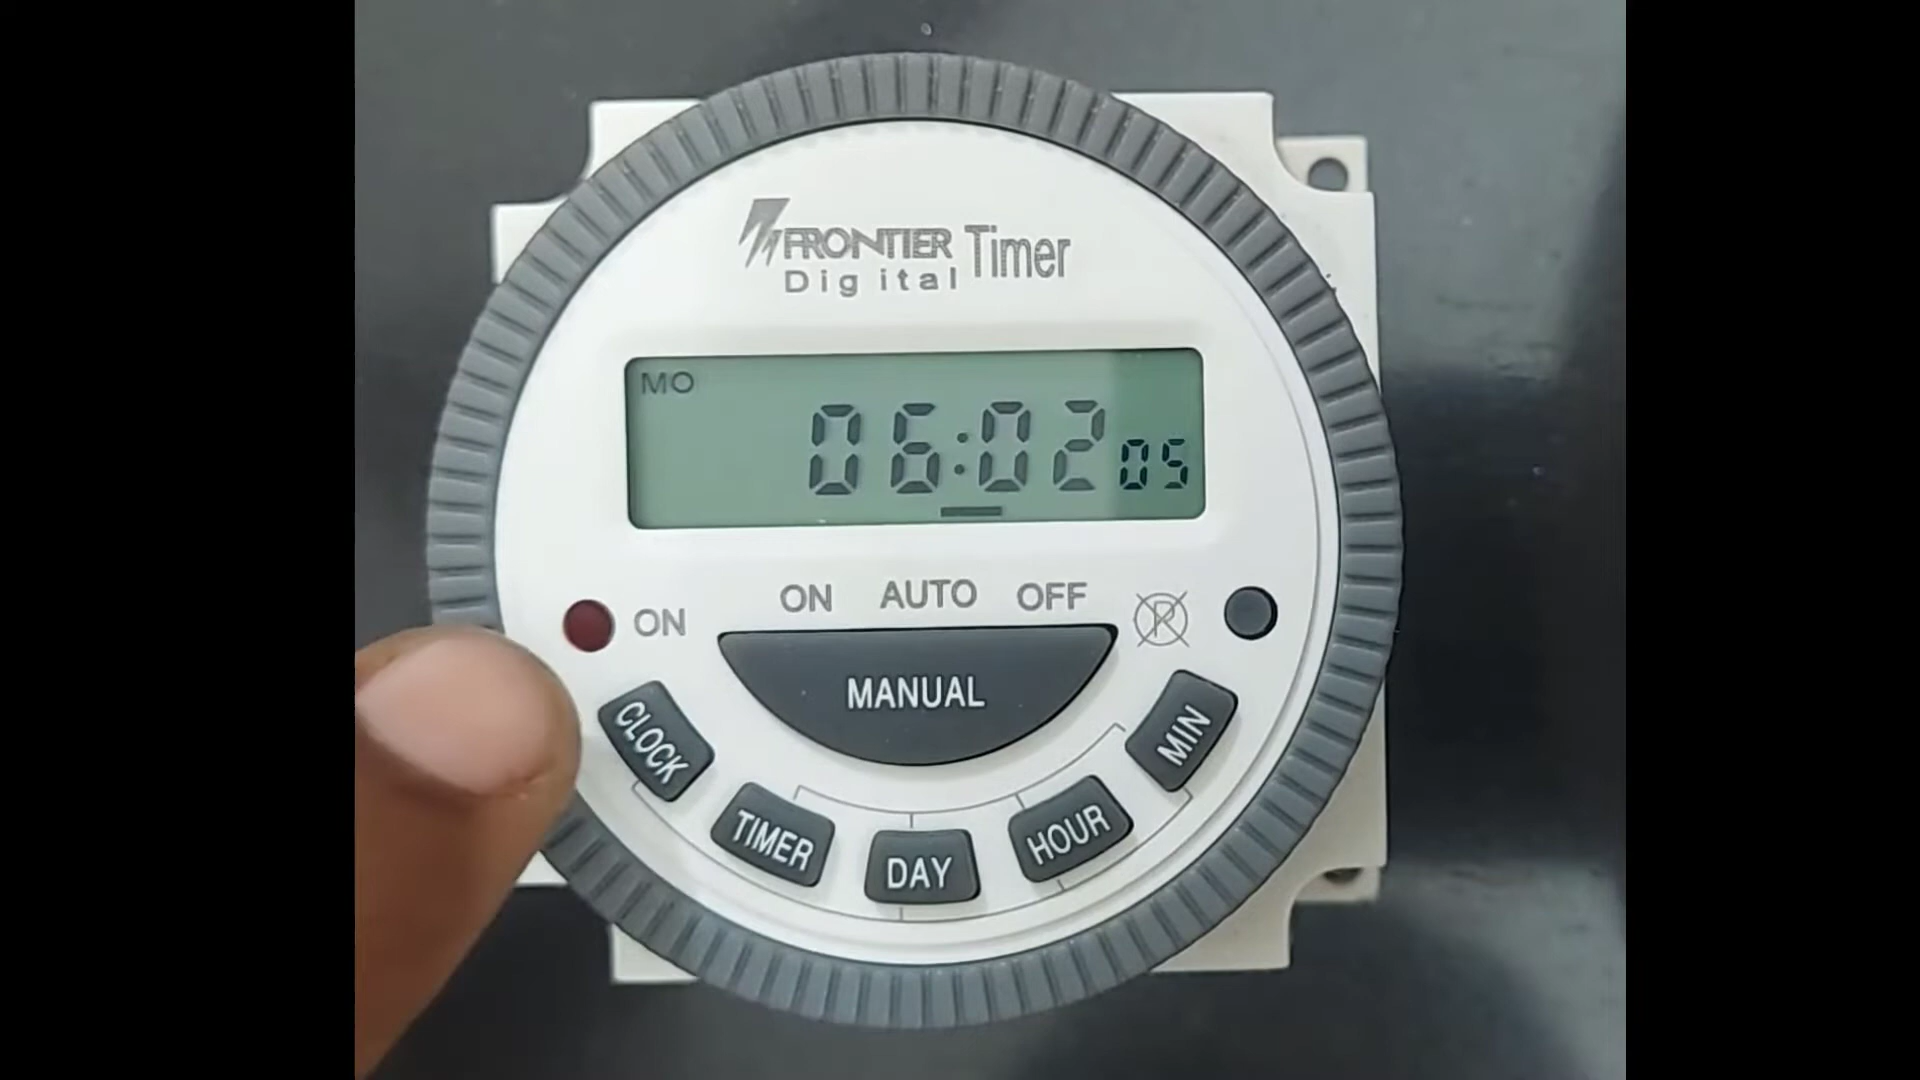 FRONTIER Timer
Digital
MO
06:02 05
ON AUTO OFF
ON
P
MANUAL
CLOCK
TIMER
DAY
HOUR
MIN